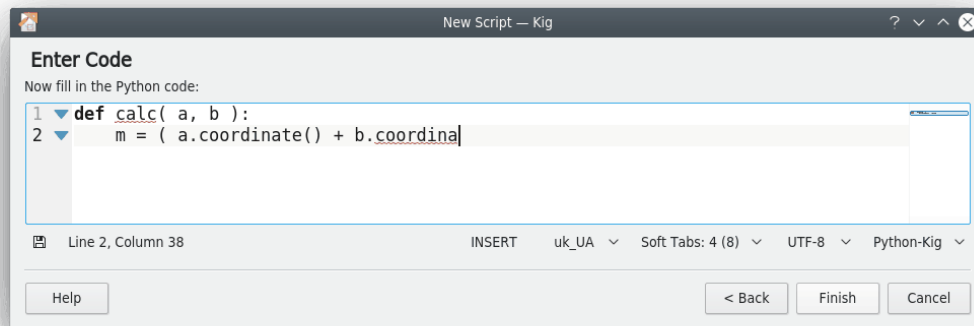 New Script — Kig
?
Enter Code
Now fill in the Python code:
1 def calc( a, b ):
2     m = ( a.coordinate() + b.coordina
Line 2, Column 38 INSERT uk_UA Soft Tabs: 4 (8) UTF-8 Python-Kig
Help < Back Finish Cancel